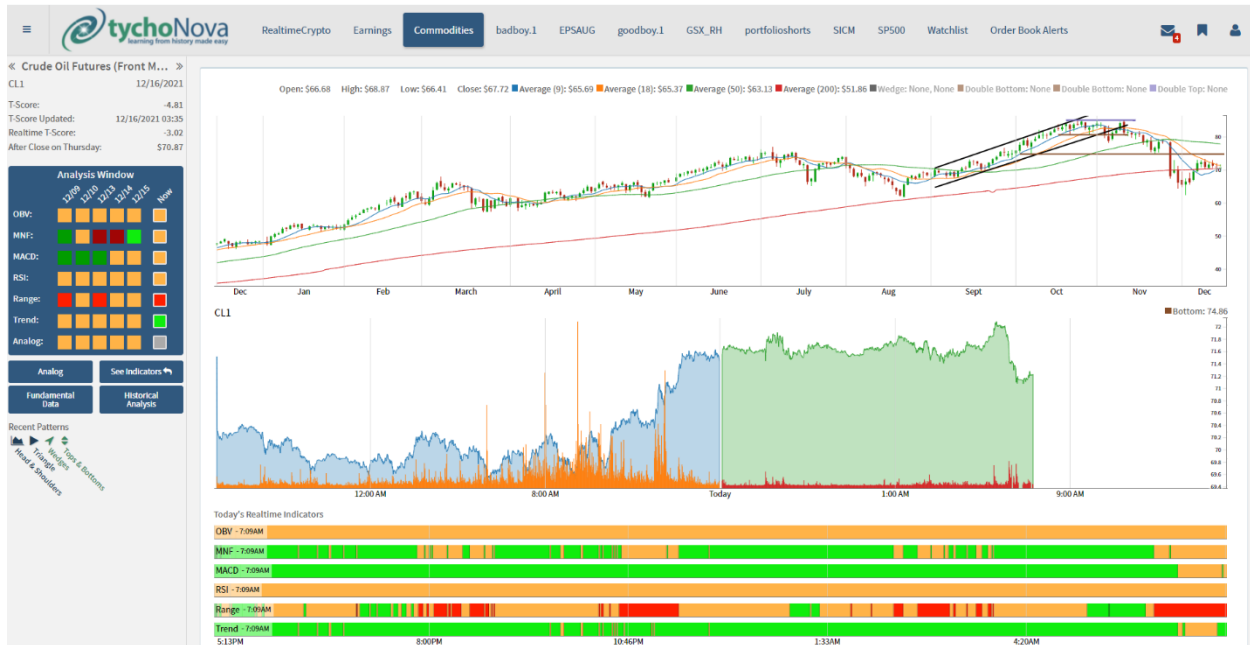 tychoNova
learning from history made easy
RealtimeCrypto Earnings Commodities badboy.1 EPSAUG goodboy.1 GSX_RH portfolioshorts SICM SP500 Watchlist Order Book Alerts
4
« Crude Oil Futures (Front M... »
CL1 12/16/2021
T-Score: -4.81
T-Score Updated: 12/16/2021 03:35
Realtime T-Score: -3.02
After Close on Thursday: $70.87
Analysis Window
12/09 12/10 12/13 12/14 12/15 Now
OBV:
MNF:
MACD:
RSI:
Range:
Trend:
Analog:
Analog See Indicators
Fundamental Data Historical Analysis
Recent Patterns
Head & Shoulders Triangle Wedges Tops & Bottoms
Open: $66.68 High: $68.87 Low: $66.41 Close: $67.72 Average (9): $65.69 Average (18): $65.37 Average (50): $63.13 Average (200): $51.86 Wedge: None, None Double Bottom: None Double Bottom: None Double Top: None
80
70
60
50
40
Dec Jan Feb March April May June July Aug Sept Oct Nov Dec
CL1 Bottom: 74.86
72
71.8
71.6
71.4
71.2
71
70.8
70.6
70.4
70.2
70
69.8
69.6
69.4
12:00AM 8:00AM Today 1:00AM 9:00AM
Today's Realtime Indicators
OBV - 7:09AM
MNF - 7:09AM
MACD - 7:09AM
RSI - 7:09AM
Range - 7:09AM
Trend - 7:09AM
5:13PM 8:00PM 10:46PM 1:33AM 4:20AM